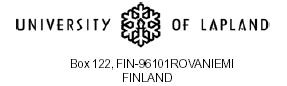 UNIVERSITY OF LAPLAND
Box 122, FIN-96101ROVANIEMI
FINLAND